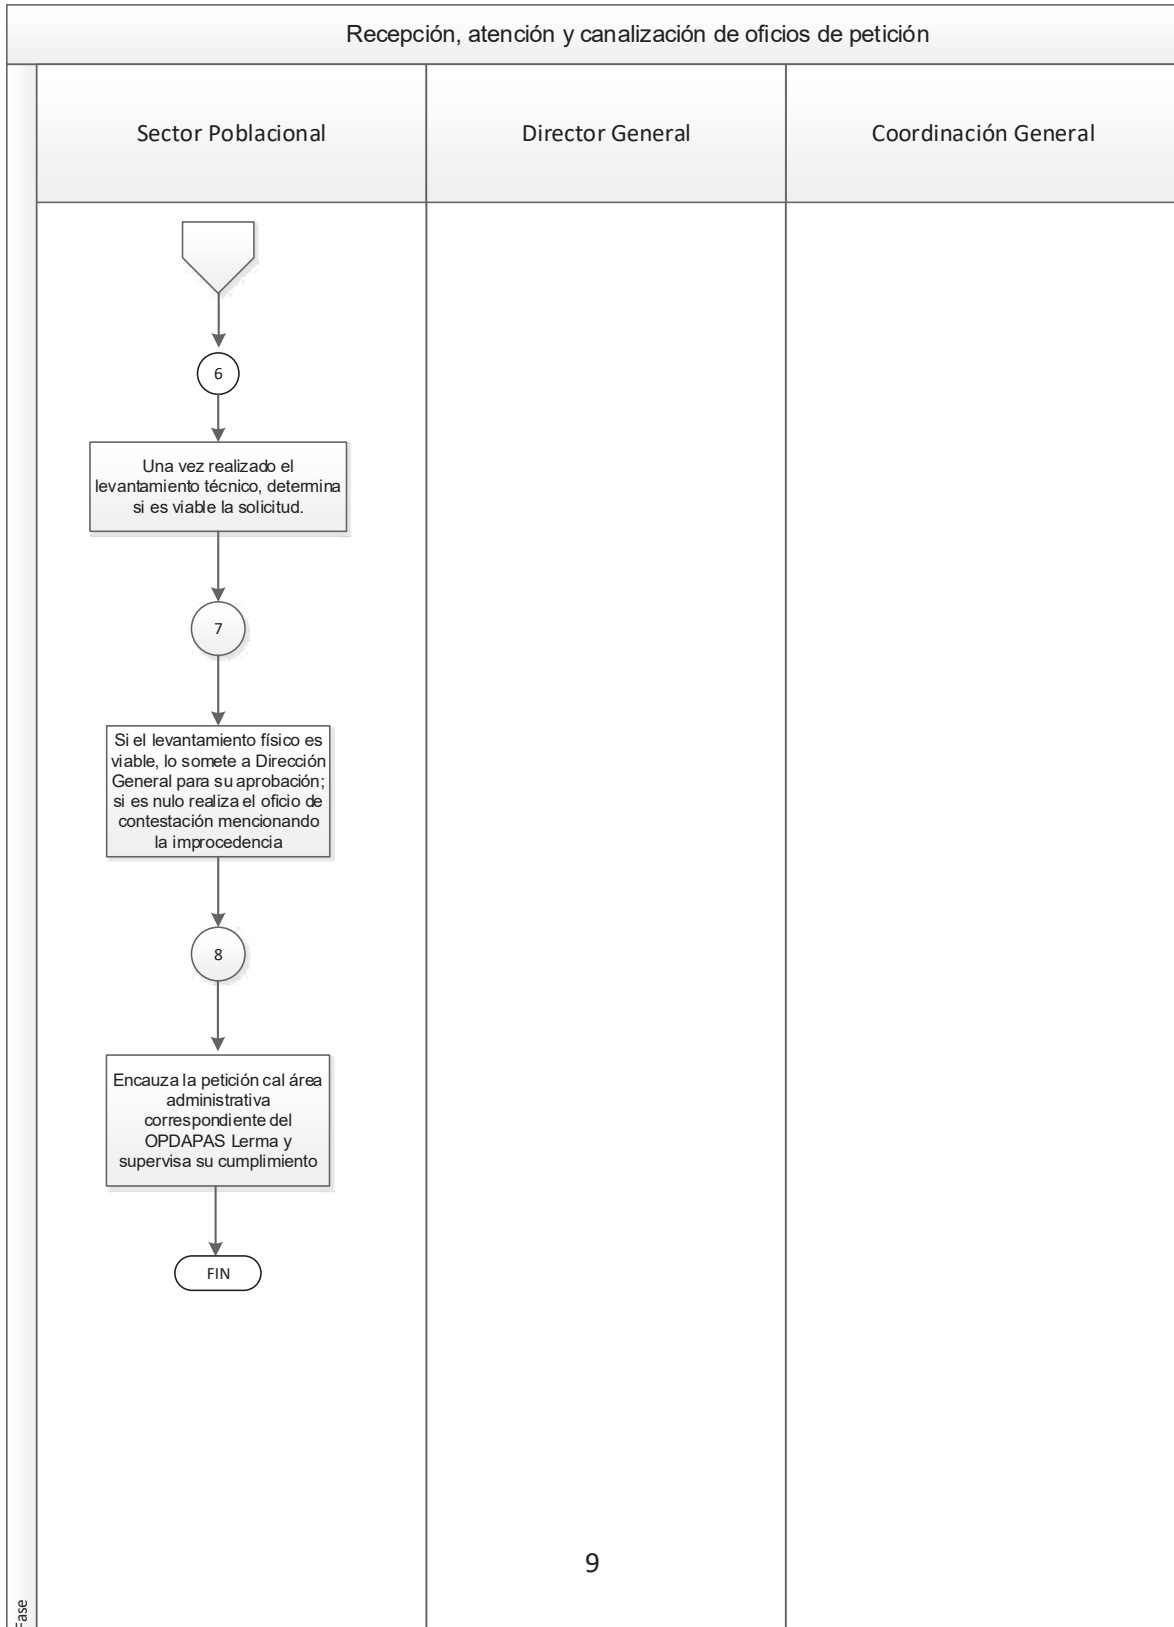 Recepción, atención y canalización de oficios de petición
Sector Poblacional
Director General
Coordinación General
6
Una vez realizado el
levantamiento técnico, determina
si es viable la solicitud.
7
Si el levantamiento físico es
viable, lo somete a Dirección
General para su aprobación;
si es nulo realiza el oficio de
contestación mencionando
la improcedencia
8
Encauza la petición cal área
administrativa
correspondiente del
OPDAPAS Lerma y
supervisa su cumplimiento
FIN
9
Fase